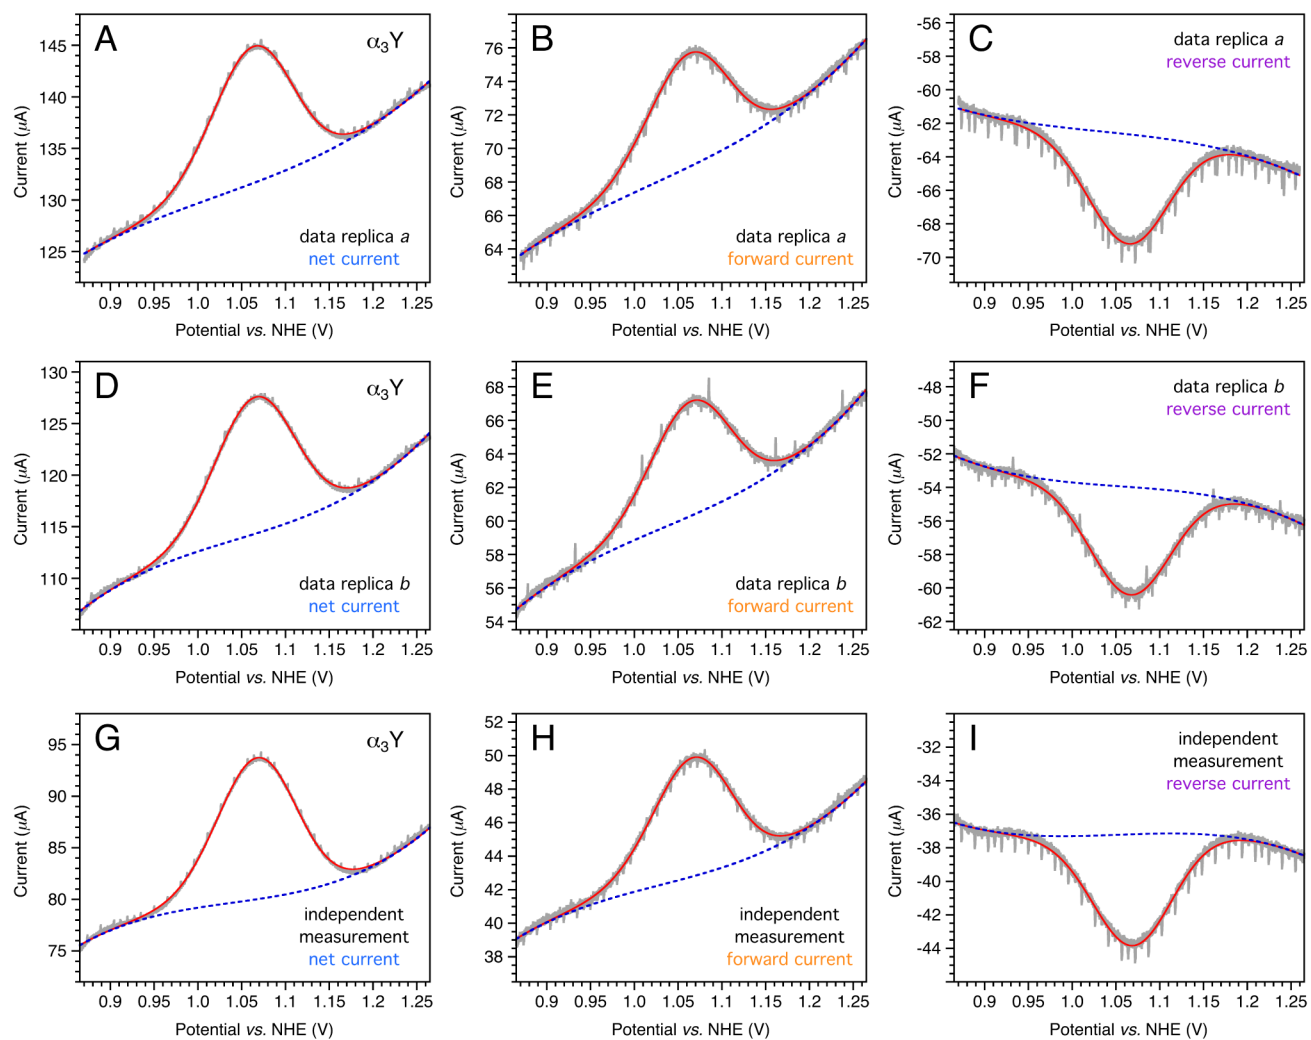 A
α₃Y
145
140
135
130
125
Current (μA)
data replica a
net current
0.9 0.95 1.0 1.05 1.1 1.15 1.2 1.25
Potential vs. NHE (V)
B
76
74
72
70
68
66
64
Current (μA)
data replica a
forward current
0.9 0.95 1.0 1.05 1.1 1.15 1.2 1.25
Potential vs. NHE (V)
C
data replica a
reverse current
-56
-58
-60
-62
-64
-66
-68
-70
Current (μA)
0.9 0.95 1.0 1.05 1.1 1.15 1.2 1.25
Potential vs. NHE (V)
D
α₃Y
130
125
120
115
110
Current (μA)
data replica b
net current
0.9 0.95 1.0 1.05 1.1 1.15 1.2 1.25
Potential vs. NHE (V)
E
68
66
64
62
60
58
56
54
Current (μA)
data replica b
forward current
0.9 0.95 1.0 1.05 1.1 1.15 1.2 1.25
Potential vs. NHE (V)
F
data replica b
reverse current
-48
-50
-52
-54
-56
-58
-60
-62
Current (μA)
0.9 0.95 1.0 1.05 1.1 1.15 1.2 1.25
Potential vs. NHE (V)
G
α₃Y
95
90
85
80
75
Current (μA)
independent
measurement
net current
0.9 0.95 1.0 1.05 1.1 1.15 1.2 1.25
Potential vs. NHE (V)
H
52
50
48
46
44
42
40
38
Current (μA)
independent
measurement
forward current
0.9 0.95 1.0 1.05 1.1 1.15 1.2 1.25
Potential vs. NHE (V)
I
independent
measurement
reverse current
-32
-34
-36
-38
-40
-42
-44
Current (μA)
0.9 0.95 1.0 1.05 1.1 1.15 1.2 1.25
Potential vs. NHE (V)